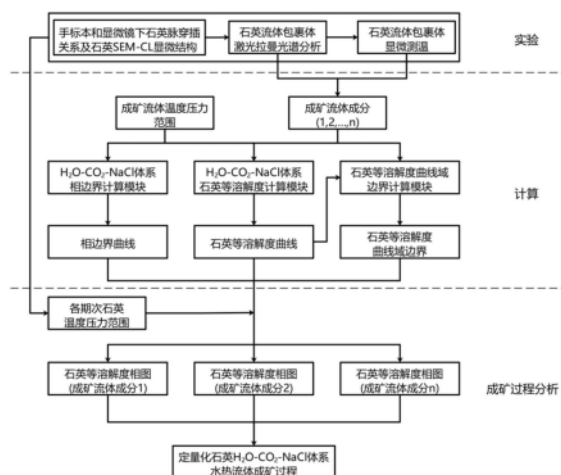 手标本和显微镜下石英脉穿插
关系及石英SEM-CL显微结构
石英流体包裹体
激光拉曼光谱分析
石英流体包裹体
显微测温
实验
成矿流体温度压力
范围
成矿流体成分
(1,2,...,n)
H₂O-CO₂-NaCl体系
相边界计算模块
H₂O-CO₂-NaCl体系
石英等溶解度计算模块
石英等溶解度曲线域
边界计算模块
计算
相边界曲线
石英等溶解度曲线
石英等溶解度
曲线域边界
各期次石英
温度压力范围
石英等溶解度相图
(成矿流体成分1)
石英等溶解度相图
(成矿流体成分2)
石英等溶解度相图
(成矿流体成分n)
成矿过程分析
定量化石英H₂O-CO₂-NaCl体系
水热流体成矿过程